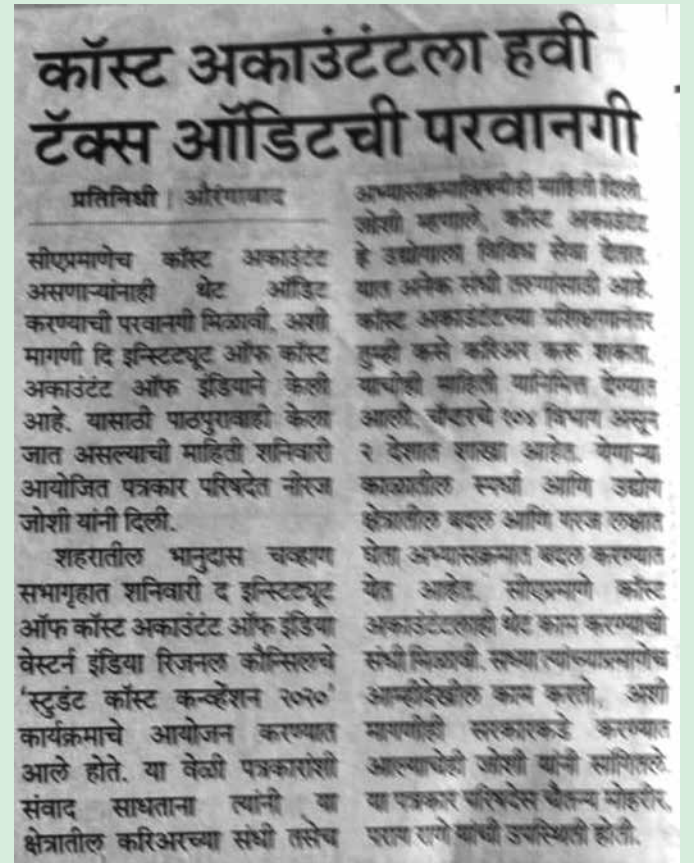 कॉस्ट अकाउंटंटला हवी
टॅक्स ऑडिटची परवानगी
प्रतिनिधी | औरंगाबाद
सीएप्रमाणेच कॉस्ट अकाउंटंट
असणाऱ्यांनाही थेट ऑडिट
करण्याची परवानगी मिळावी, अशी
मागणी दि इन्स्टिट्यूट ऑफ कॉस्ट
अकाउंटंट ऑफ इंडियाने केली
आहे. यासाठी पाठपुरावाही केला
जात असल्याची माहिती शनिवारी
आयोजित पत्रकार परिषदेत नीरज
जोशी यांनी दिली.
शहरातील भानुदास चव्हाण
सभागृहात शनिवारी द इन्स्टिट्यूट
ऑफ कॉस्ट अकाउंटंट ऑफ इंडिया
वेस्टर्न इंडिया रिजनल कौन्सिलचे
‘स्टुडंट कॉस्ट कन्व्हेंशन २०२०’
कार्यक्रमाचे आयोजन करण्यात
आले होते. या वेळी पत्रकारांशी
संवाद साधताना त्यांनी या
क्षेत्रातील करिअरच्या संधी तसेच
अभ्यासक्रमाविषयीही माहिती दिली.
जोशी म्हणाले, कॉस्ट अकाउंटंट
हे उद्योगाला विविध सेवा देतात.
यात अनेक संधी तरुणांसाठी आहे.
कॉस्ट अकाउंटंटच्या प्रशिक्षणानंतर
तुम्ही कसे करिअर करू शकता,
याचीही माहिती यानिमित्त देण्यात
आली. चॅप्टरचे १०४ विभाग असून
२ देशात शाखा आहेत. येणाऱ्या
काळातील स्पर्धा आणि उद्योग
क्षेत्रातील बदल आणि गरज लक्षात
घेता अभ्यासक्रमात बदल करण्यात
येत आहेत. सीएप्रमाणे कॉस्ट
अकाउंटंटलाही थेट काम करण्याची
संधी मिळावी. सध्या त्यांच्याप्रमाणेच
आम्हीदेखील काम करतो, अशी
मागणीही सरकारकडे करण्यात
आल्याचेही जोशी यांनी सांगितले.
या पत्रकार परिषदेस चैतन्य मोहरीर,
पराग राणे यांची उपस्थिती होती.